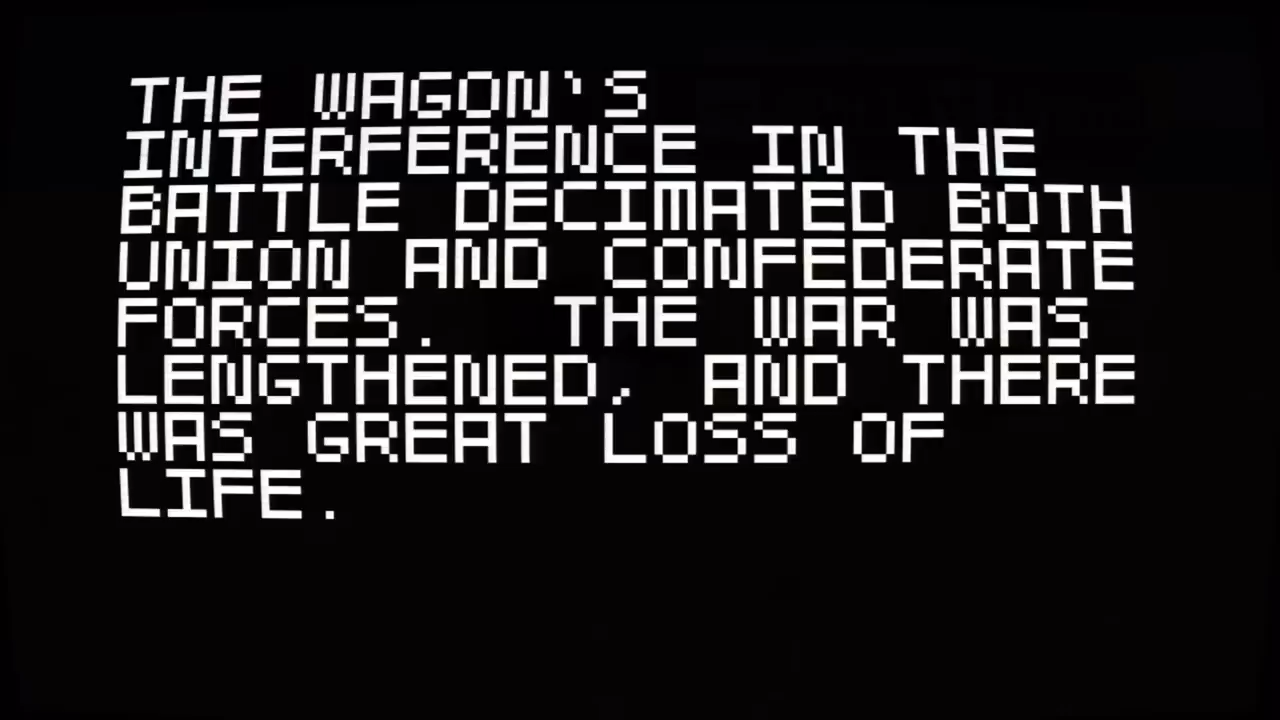 THE WAGON'S
INTERFERENCE IN THE
BATTLE DECIMATED BOTH
UNION AND CONFEDERATE
FORCES.  THE WAR WAS
LENGTHENED, AND THERE
WAS GREAT LOSS OF
LIFE.